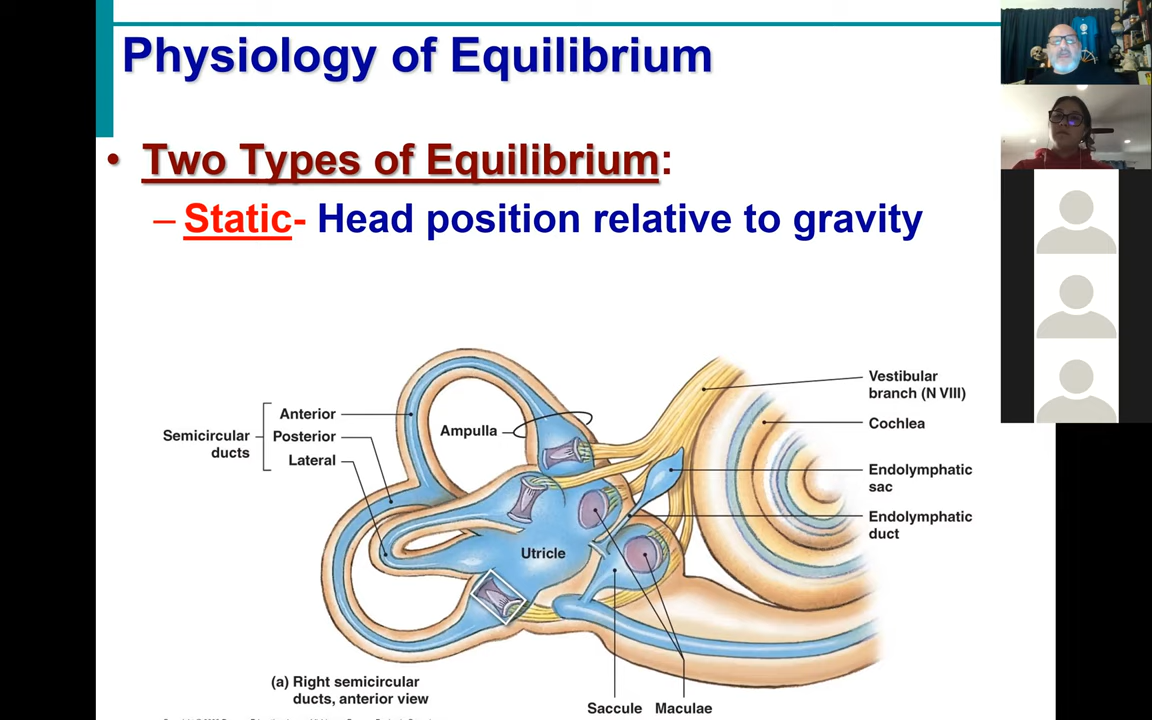 Physiology of Equilibrium
• Two Types of Equilibrium:
– Static- Head position relative to gravity
Semicircular
ducts
Anterior
Posterior
Lateral
Ampulla
Utricle
Vestibular
branch (N VIII)
Cochlea
Endolymphatic
sac
Endolymphatic
duct
(a) Right semicircular
ducts, anterior view
Saccule
Maculae